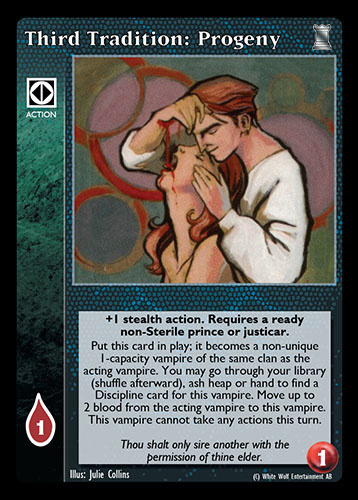 Third Tradition: Progeny
ACTION
+1 stealth action. Requires a ready
non-Sterile prince or justicar.
Put this card in play; it becomes a non-unique
1-capacity vampire of the same clan as the
acting vampire. You may go through your library
(shuffle afterward), ash heap or hand to find a
Discipline card for this vampire. Move up to
2 blood from the acting vampire to this vampire.
This vampire cannot take any actions this turn.
Thou shalt only sire another with the
permission of thine elder.
1
1
Illus: Julie Collins
(C) White Wolf Entertainment AB